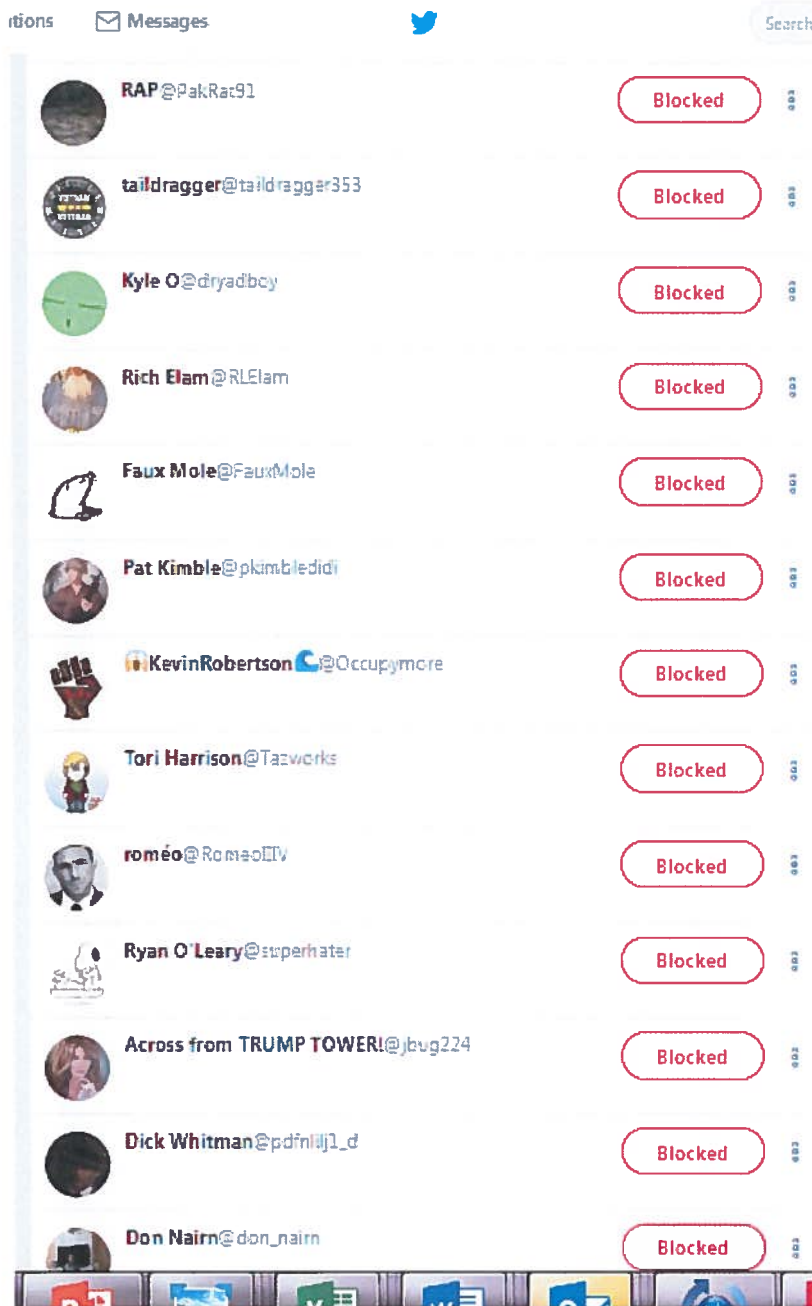 Messages
Search
RAP@PakRat91
Blocked
taildragger@taildragger353
Blocked
Kyle O@dryadboy
Blocked
Rich Elam@RLElam
Blocked
Faux Mole@FauxMole
Blocked
Pat Kimble@pkimbledidi
Blocked
KevinRobertson@Occupymore
Blocked
Tori Harrison@Tazworks
Blocked
roméo@RomeoIIV
Blocked
Ryan O'Leary@superhater
Blocked
Across from TRUMP TOWER!@jbug224
Blocked
Dick Whitman
Blocked
Don Nairn@don_nairn
Blocked